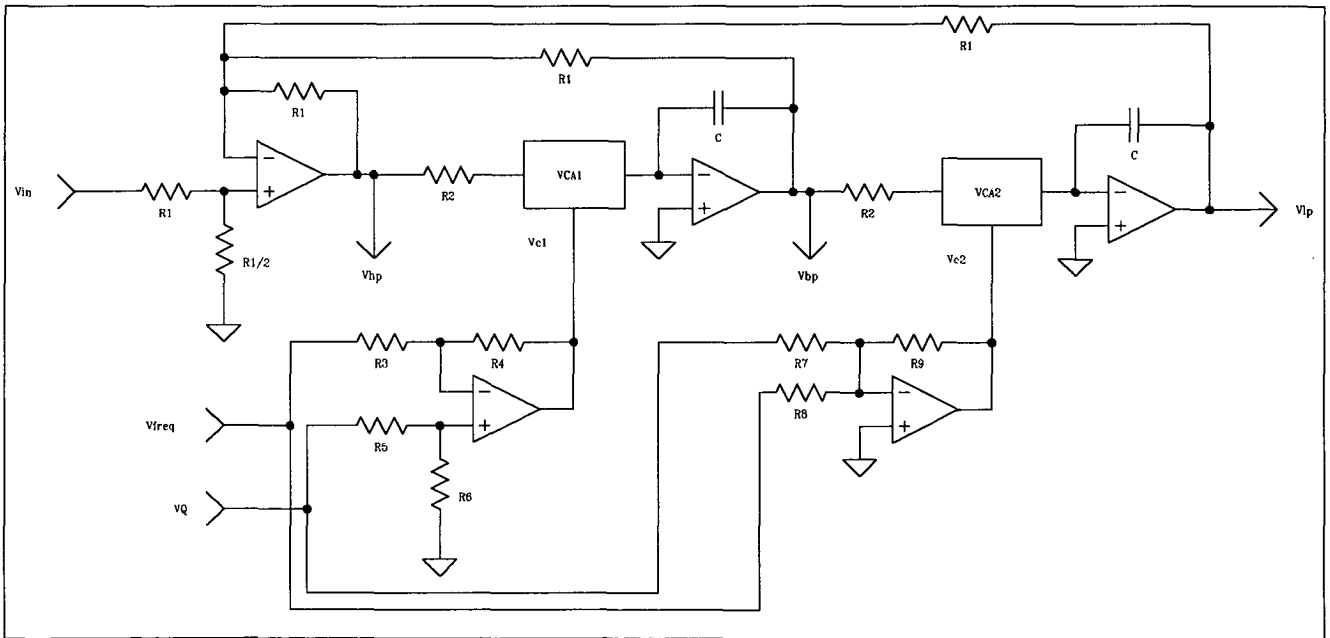 R1
R1
R1
C
C
Vin
R1
R2
VCA1
R2
VCA2
Vlp
R1/2
Vhp
Vc1
Vbp
Vc2
R3
R4
R7
R9
Vfreq
R5
R8
VQ
R6